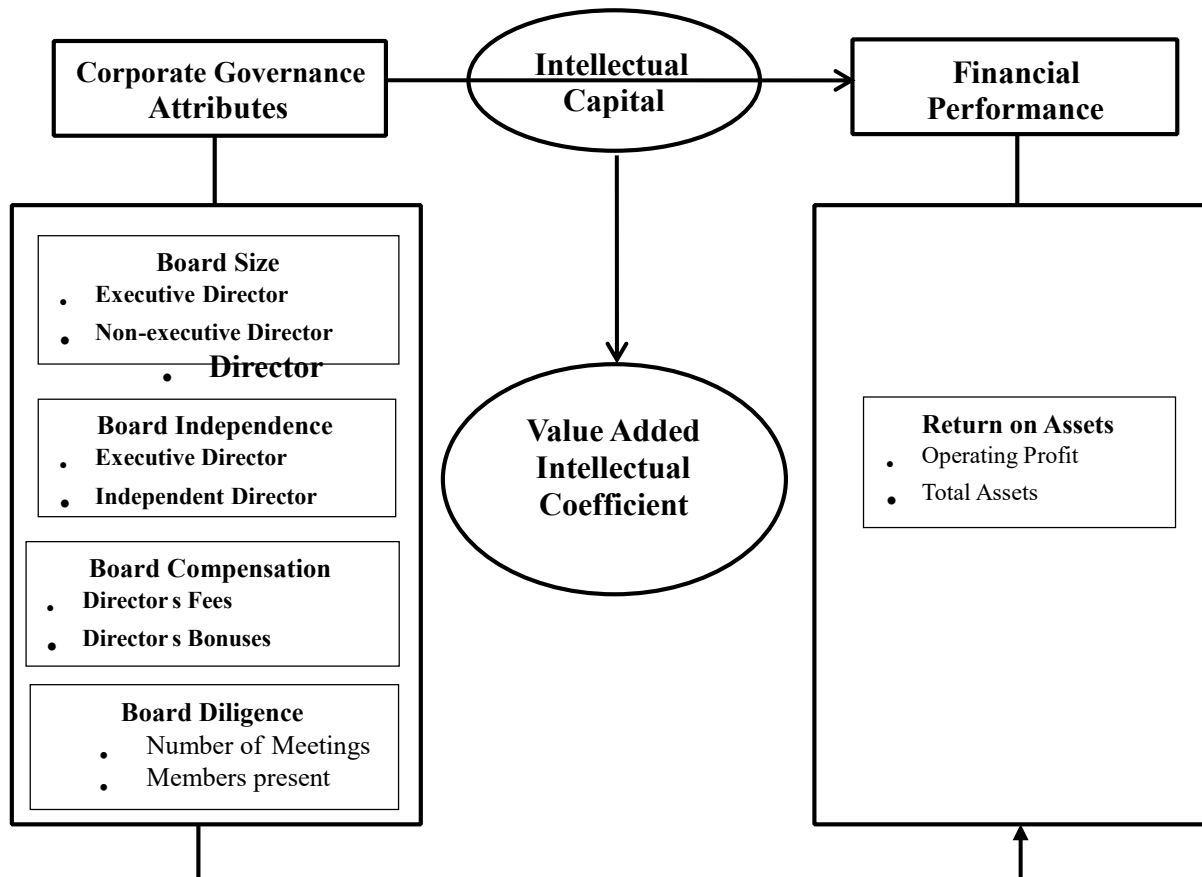 Corporate Governance
Attributes
Intellectual
Capital
Financial
Performance
Board Size
• Executive Director
• Non-executive Director
• Director
Board Independence
• Executive Director
• Independent Director
Board Compensation
• Director s Fees
• Director s Bonuses
Board Diligence
• Number of Meetings
• Members present
Value Added
Intellectual
Coefficient
Return on Assets
• Operating Profit
• Total Assets